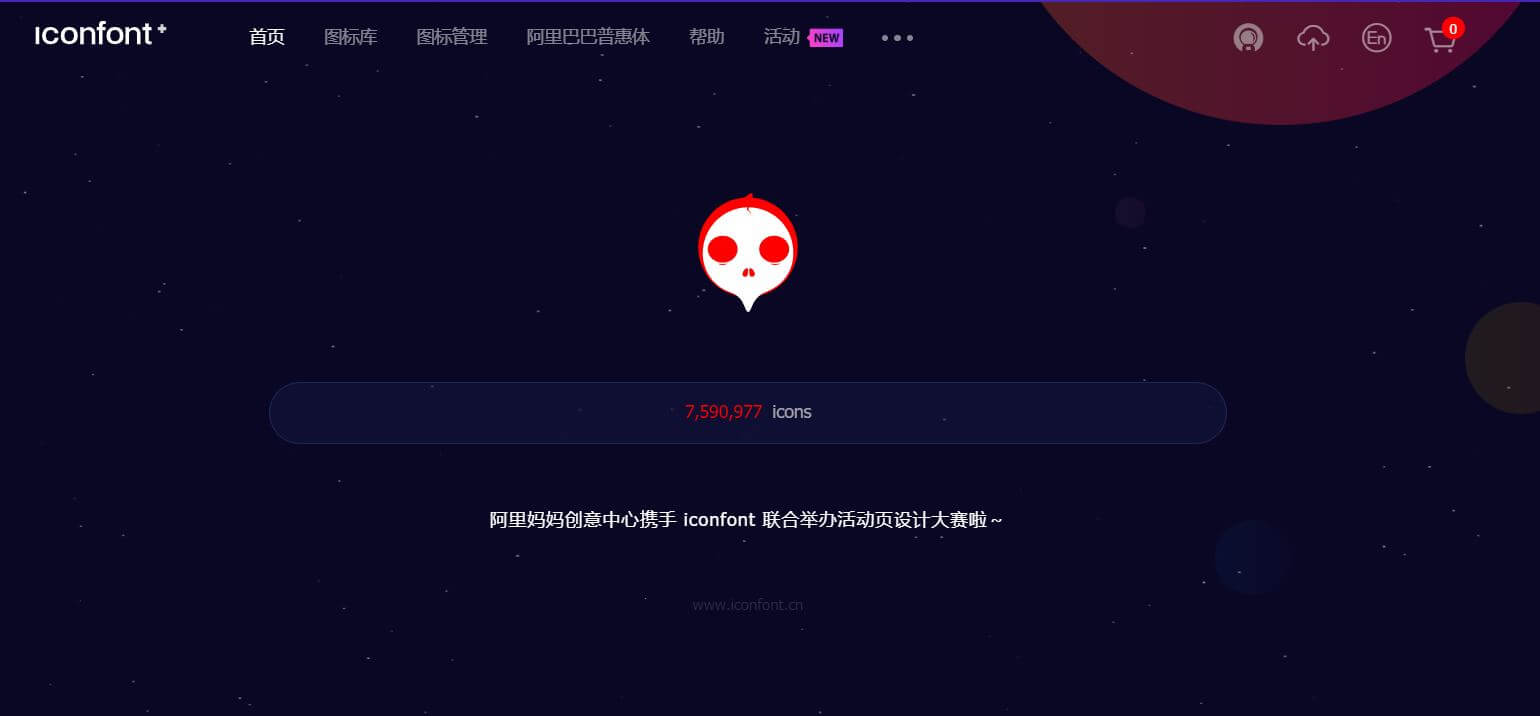 iconfont+
首页 图标库 图标管理 阿里巴巴普惠体 帮助 活动 NEW ••• En 0
7,590,977 icons
阿里妈妈创意中心携手 iconfont 联合举办活动页设计大赛啦～
www.iconfont.cn